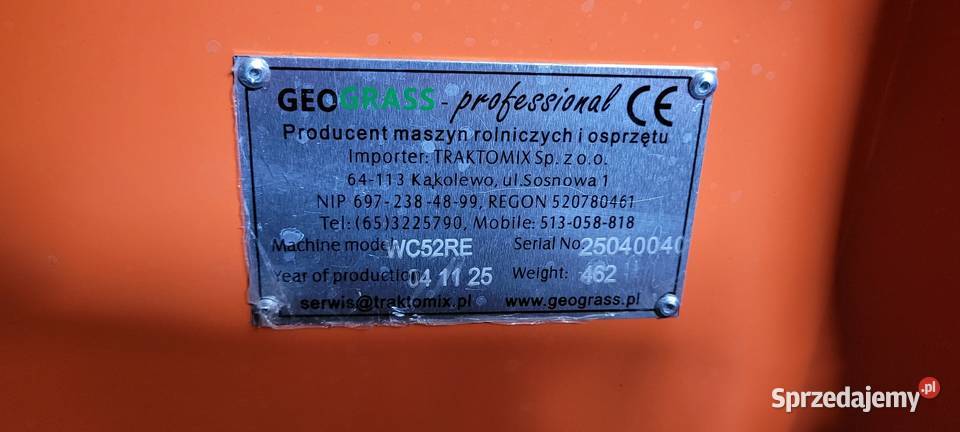 GEOGRASS - professional CE
Producent maszyn rolniczych i osprzętu
Importer: TRAKTOMIX Sp. z o.o.
64-113 Kąkolewo, ul.Sosnowa 1
NIP 697-238-48-99, REGON 520780461
Tel: (65)3225790, Mobile: 513-058-818
Machine mode WC52RE Serial No 25040040
Year of production 04 11 25 Weight: 462
serwis@traktomix.pl www.geograss.pl
Sprzedajemy.pl